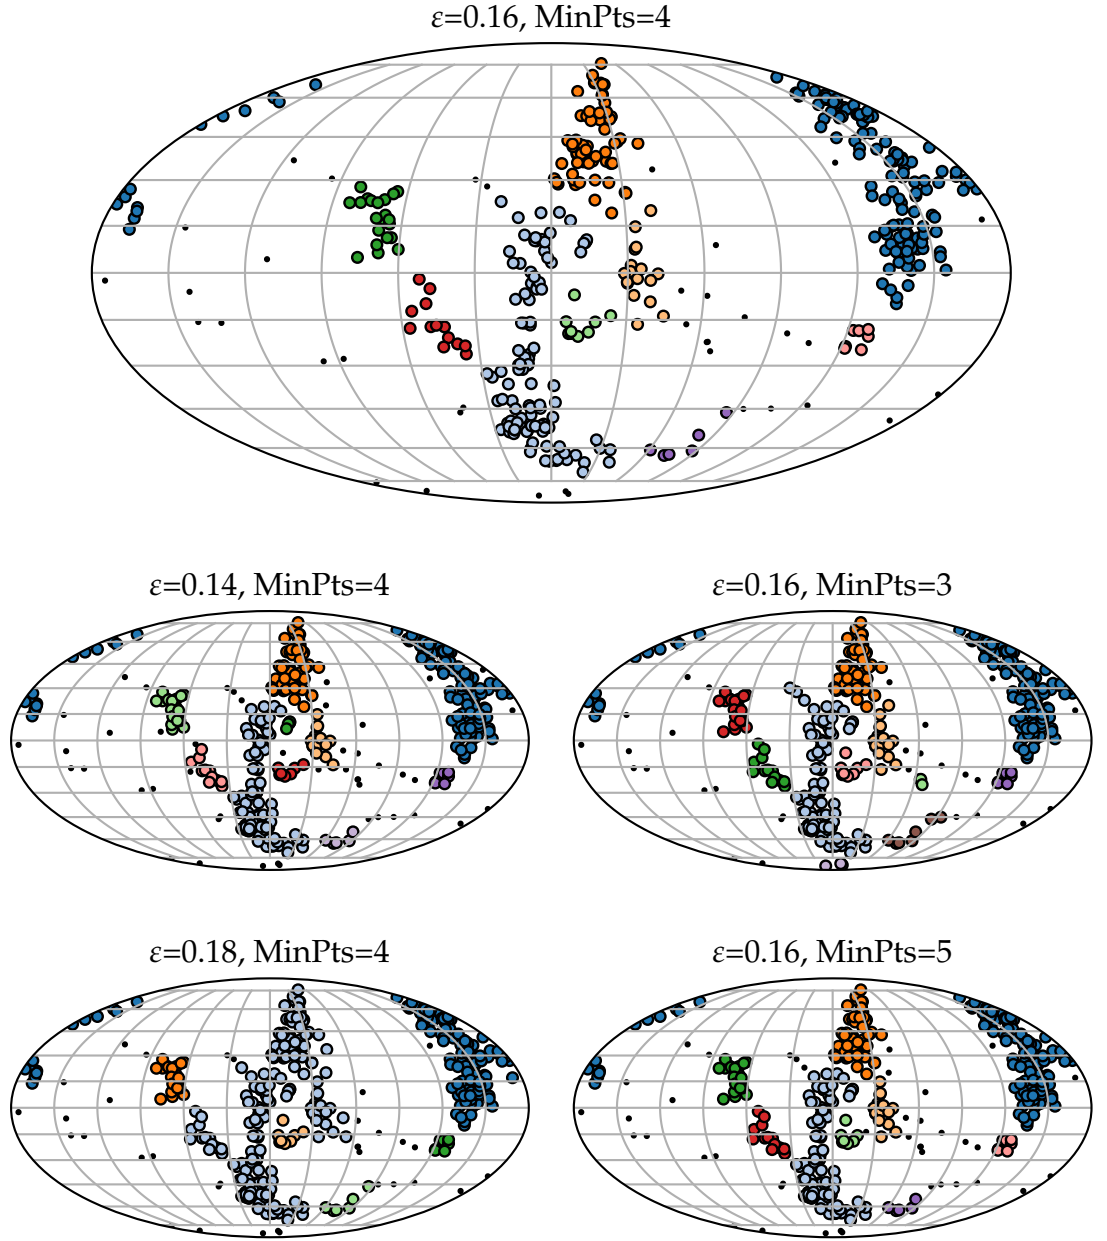 ε=0.16, MinPts=4
ε=0.14, MinPts=4
ε=0.16, MinPts=3
ε=0.18, MinPts=4
ε=0.16, MinPts=5